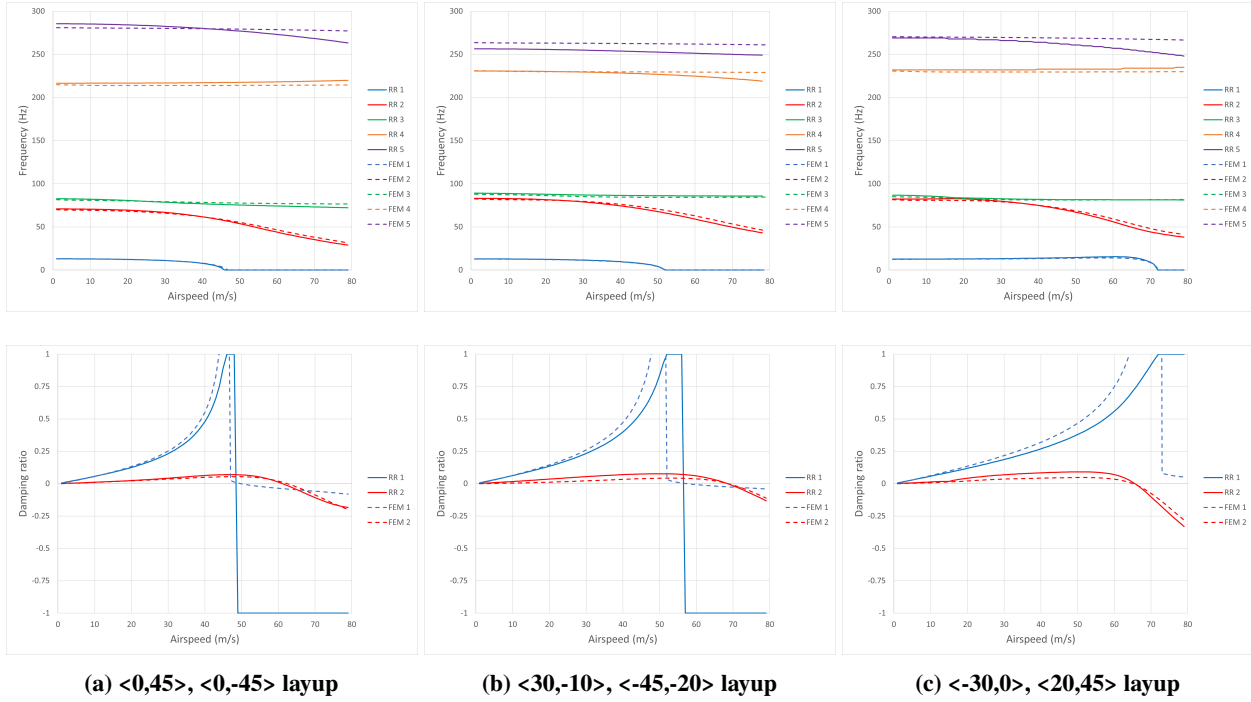 300
250
200
150
100
50
0
Frequency (Hz)
0 10 20 30 40 50 60 70 80
Airspeed (m/s)
RR 1
RR 2
RR 3
RR 4
RR 5
FEM 1
FEM 2
FEM 3
FEM 4
FEM 5
300
250
200
150
100
50
0
Frequency (Hz)
0 10 20 30 40 50 60 70 80
Airspeed (m/s)
RR 1
RR 2
RR 3
RR 4
RR 5
FEM 1
FEM 2
FEM 3
FEM 4
FEM 5
300
250
200
150
100
50
0
Frequency (Hz)
0 10 20 30 40 50 60 70 80
Airspeed (m/s)
RR 1
RR 2
RR 3
RR 4
RR 5
FEM 1
FEM 2
FEM 3
FEM 4
FEM 5
1
0.75
0.5
0.25
0
-0.25
-0.5
-0.75
-1
Damping ratio
0 10 20 30 40 50 60 70 80
Airspeed (m/s)
RR 1
RR 2
FEM 1
FEM 2
1
0.75
0.5
0.25
0
-0.25
-0.5
-0.75
-1
Damping ratio
0 10 20 30 40 50 60 70 80
Airspeed (m/s)
RR 1
RR 2
FEM 1
FEM 2
1
0.75
0.5
0.25
0
-0.25
-0.5
-0.75
-1
Damping ratio
0 10 20 30 40 50 60 70 80
Airspeed (m/s)
RR 1
RR 2
FEM 1
FEM 2
(a) <0,45>, <0,-45> layup
(b) <30,-10>, <-45,-20> layup
(c) <-30,0>, <20,45> layup